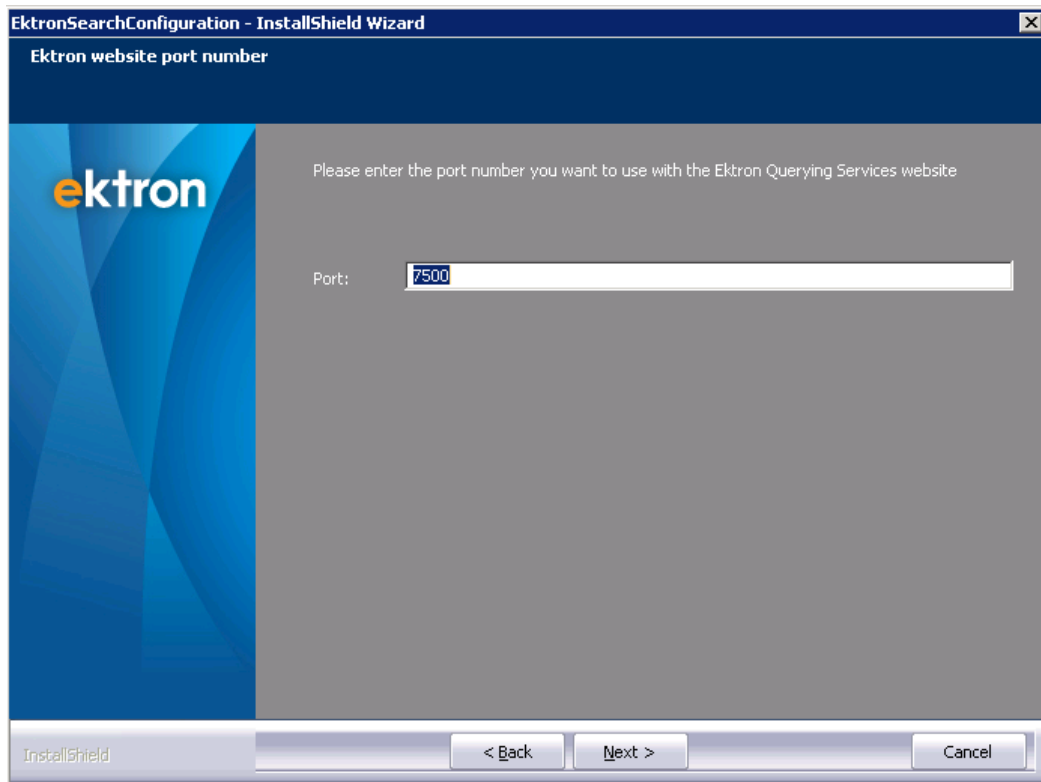 EktronSearchConfiguration - InstallShield Wizard
Ektron website port number
ektron
Please enter the port number you want to use with the Ektron Querying Services website
Port:
7500
InstallShield
< Back
Next >
Cancel